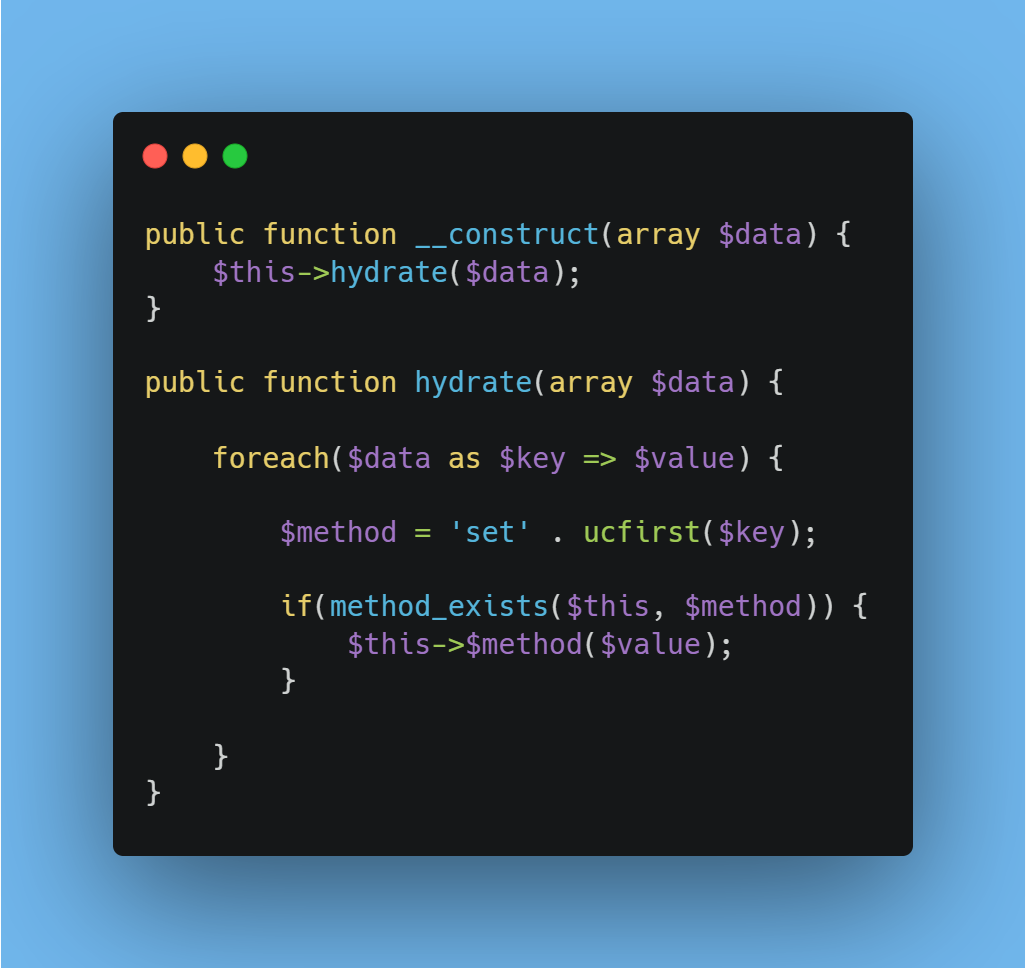 public function __construct(array $data) {
    $this->hydrate($data);
}

public function hydrate(array $data) {

    foreach($data as $key => $value) {

        $method = 'set' . ucfirst($key);

        if(method_exists($this, $method)) {
            $this->$method($value);
        }

    }
}